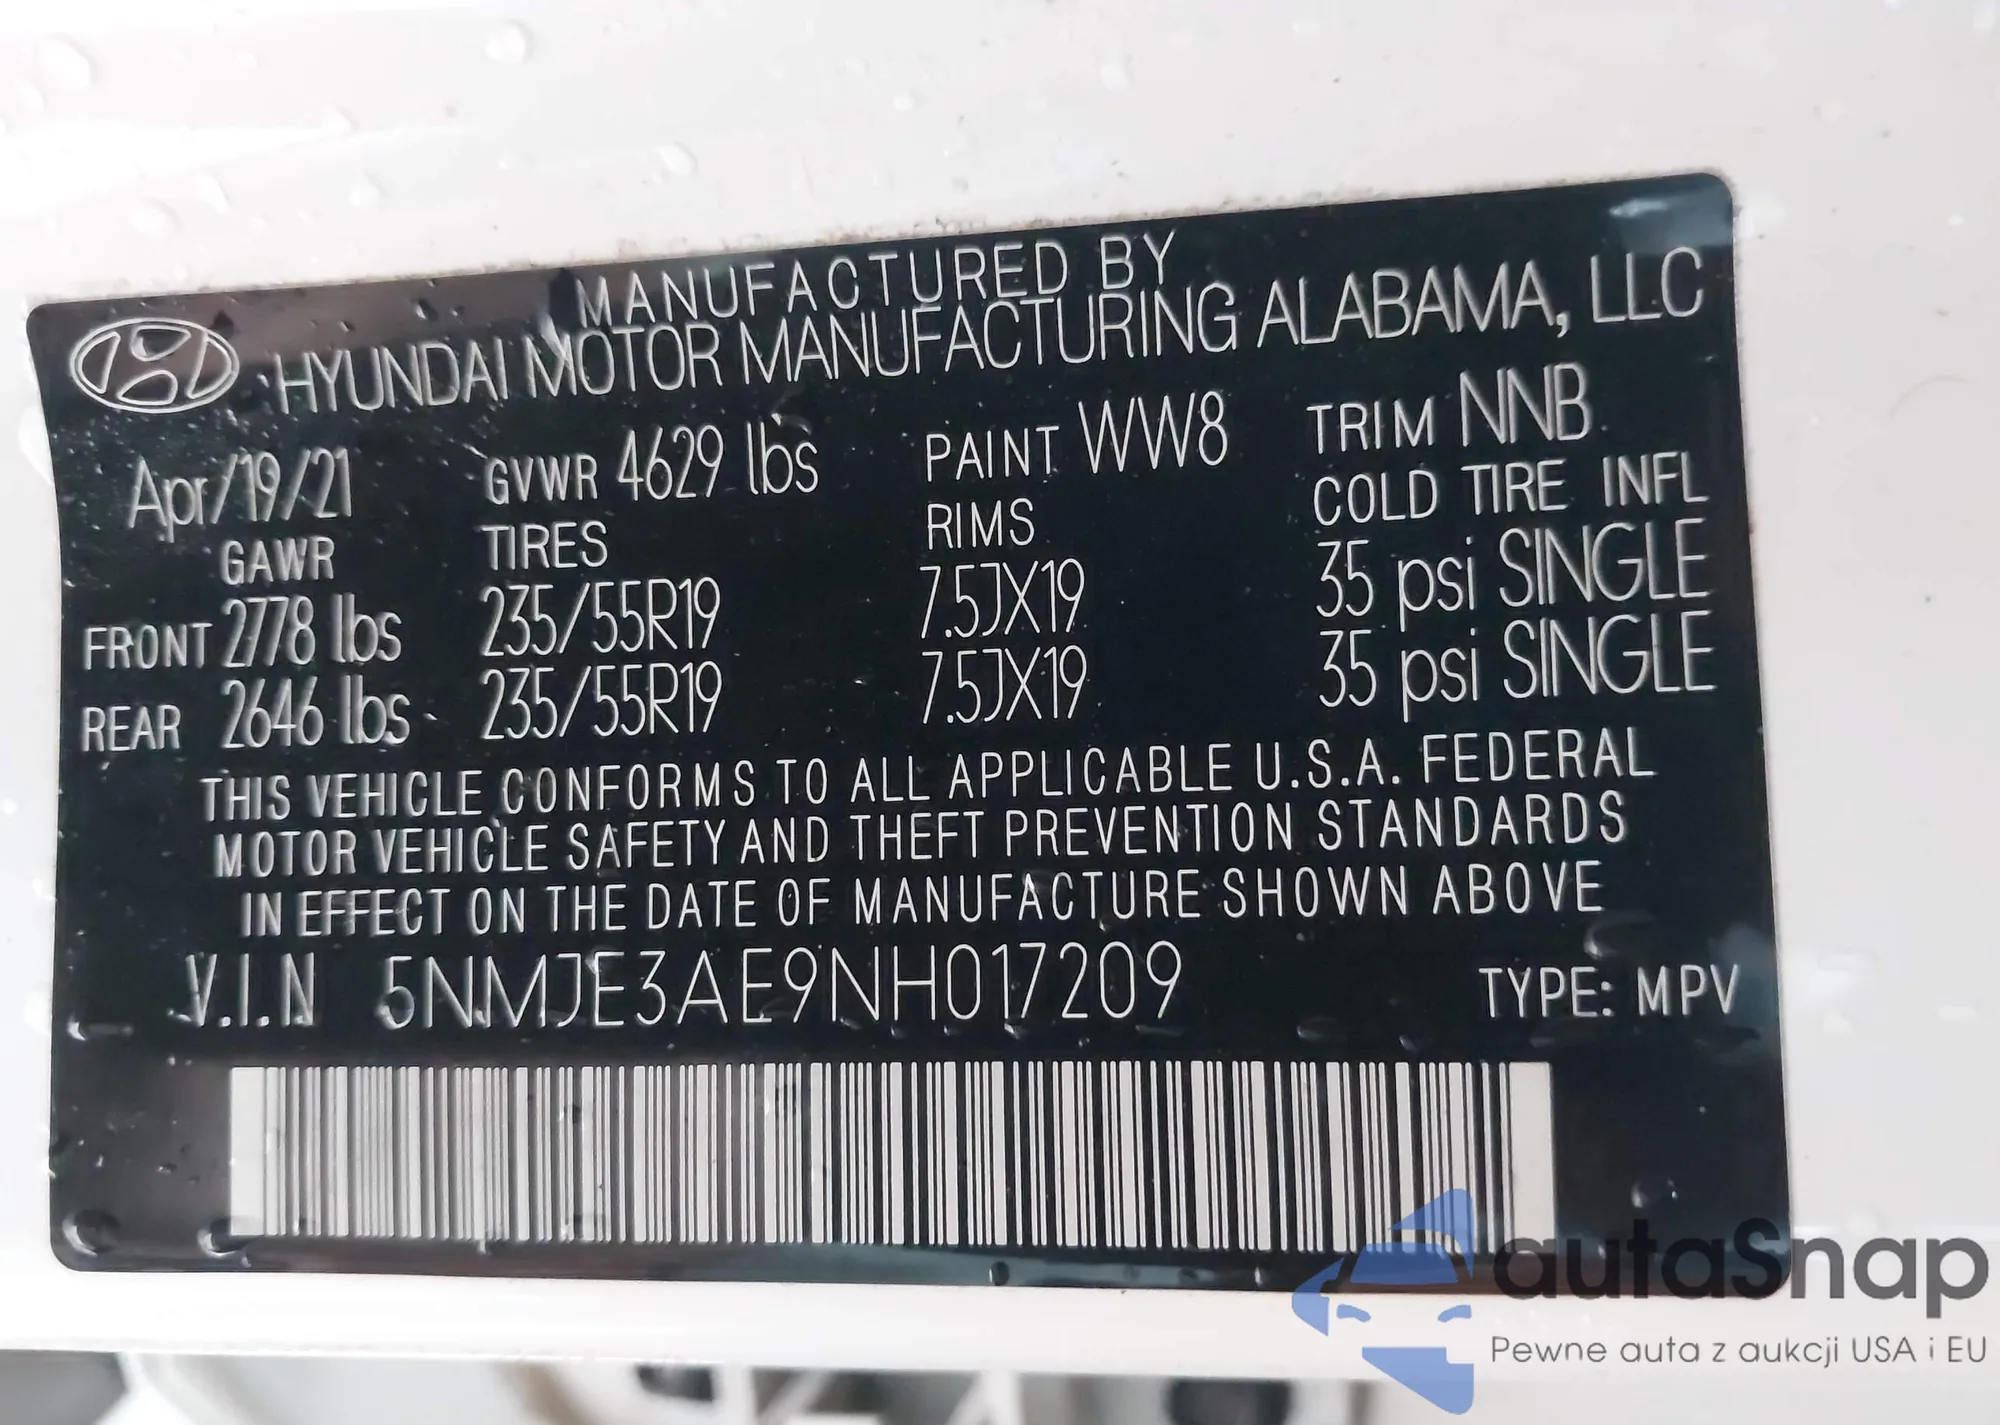 MANUFACTURED BY
HYUNDAI MOTOR MANUFACTURING ALABAMA, LLC
Apr/19/21 GVWR 4629 lbs PAINT WW8 TRIM NNB
GAWR TIRES RIMS COLD TIRE INFL
FRONT 2778 lbs 235/55R19 7.5JX19 35 psi SINGLE
REAR 2646 lbs 235/55R19 7.5JX19 35 psi SINGLE
THIS VEHICLE CONFORMS TO ALL APPLICABLE U.S.A. FEDERAL
MOTOR VEHICLE SAFETY AND THEFT PREVENTION STANDARDS
IN EFFECT ON THE DATE OF MANUFACTURE SHOWN ABOVE
V.I.N 5NMJE3AE9NH017209 TYPE: MPV
autaSnap
Pewne auta z aukcji USA i EU